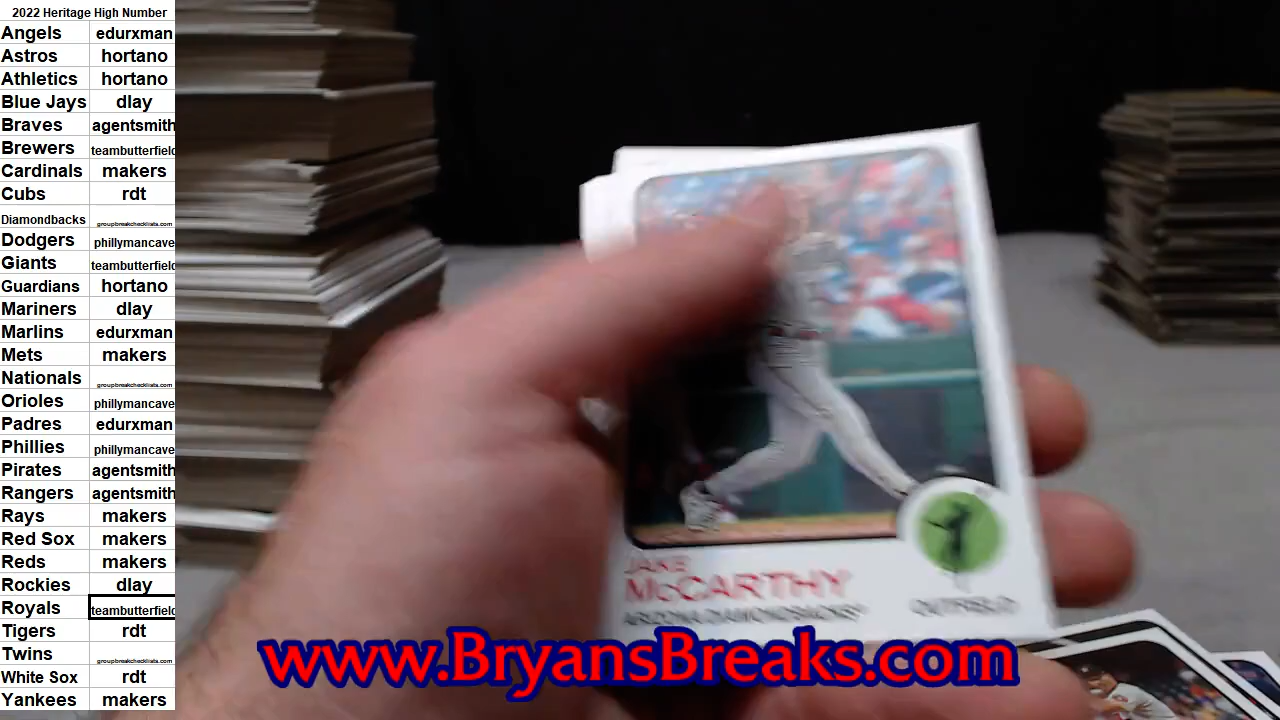 2022 Heritage High Number
Angels edurxman
Astros hortano
Athletics hortano
Blue Jays dlay
Braves agentsmith
Brewers teambutterfield
Cardinals makers
Cubs rdt
Diamondbacks groupbreakchecklists.com
Dodgers phillymancave
Giants teambutterfield
Guardians hortano
Mariners dlay
Marlins edurxman
Mets makers
Nationals groupbreakchecklists.com
Orioles phillymancave
Padres edurxman
Phillies phillymancave
Pirates agentsmith
Rangers agentsmith
Rays makers
Red Sox makers
Reds makers
Rockies dlay
Royals teambutterfield
Tigers rdt
Twins groupbreakchecklists.com
White Sox rdt
Yankees makers
JAKE
McCARTHY
ARIZONA DIAMONDBACKS
OUTFIELD
www.BryansBreaks.com